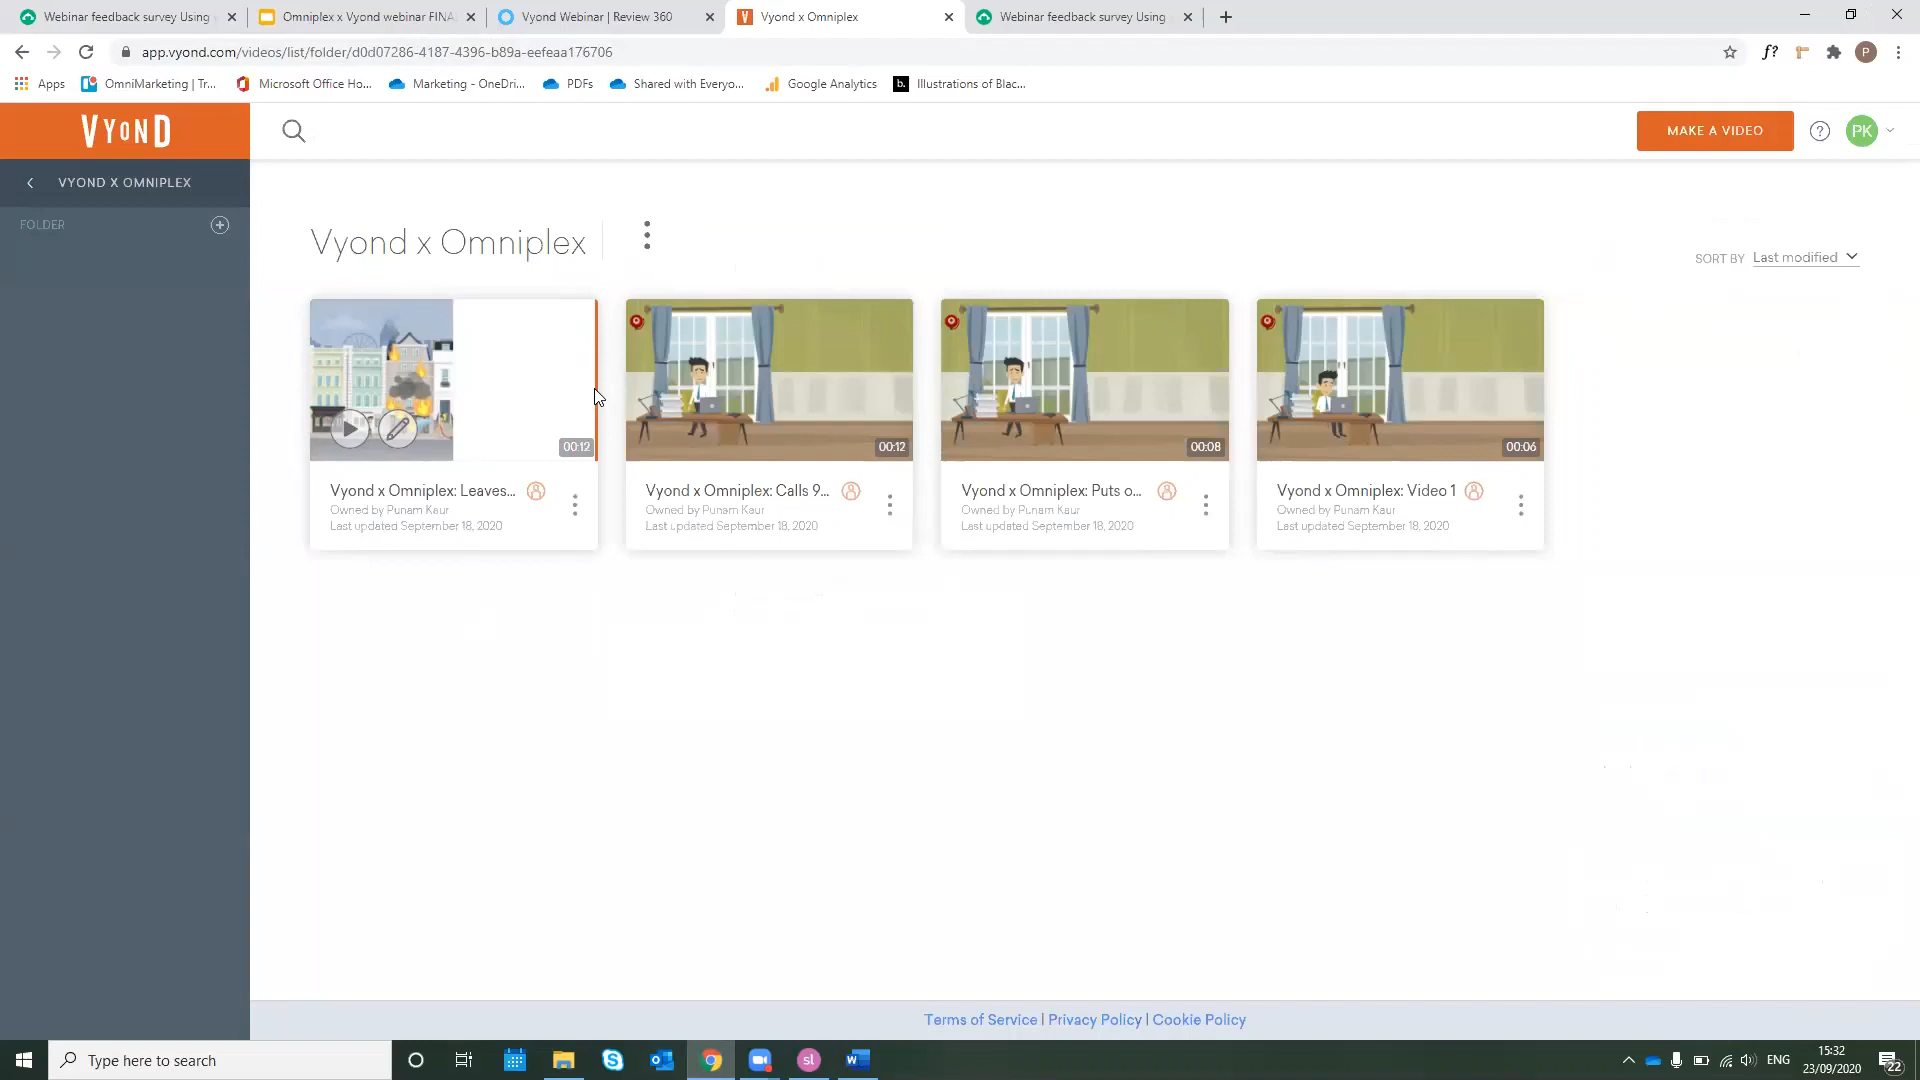 Webinar feedback survey Using
Omniplex x Vyond webinar FINA
Vyond Webinar | Review 360
Vyond x Omniplex
Webinar feedback survey Using
app.vyond.com/videos/list/folder/d0d07286-4187-4396-b89a-eefeaa176706
f?
P
Apps
OmniMarketing | Tr...
Microsoft Office Ho...
Marketing - OneDri...
PDFs
Shared with Everyo...
Google Analytics
b.
Illustrations of Blac...
VYOND
MAKE A VIDEO
?
PK
VYOND X OMNIPLEX
FOLDER
Vyond x Omniplex
SORT BY Last modified
00:12
00:12
00:08
00:06
Vyond x Omniplex: Leaves...
Owned by Punam Kaur
Last updated September 18, 2020
Vyond x Omniplex: Calls 9...
Owned by Punam Kaur
Last updated September 18, 2020
Vyond x Omniplex: Puts o...
Owned by Punam Kaur
Last updated September 18, 2020
Vyond x Omniplex: Video 1
Owned by Punam Kaur
Last updated September 18, 2020
Terms of Service | Privacy Policy | Cookie Policy
Type here to search
sl
ENG
15:32
23/09/2020
22